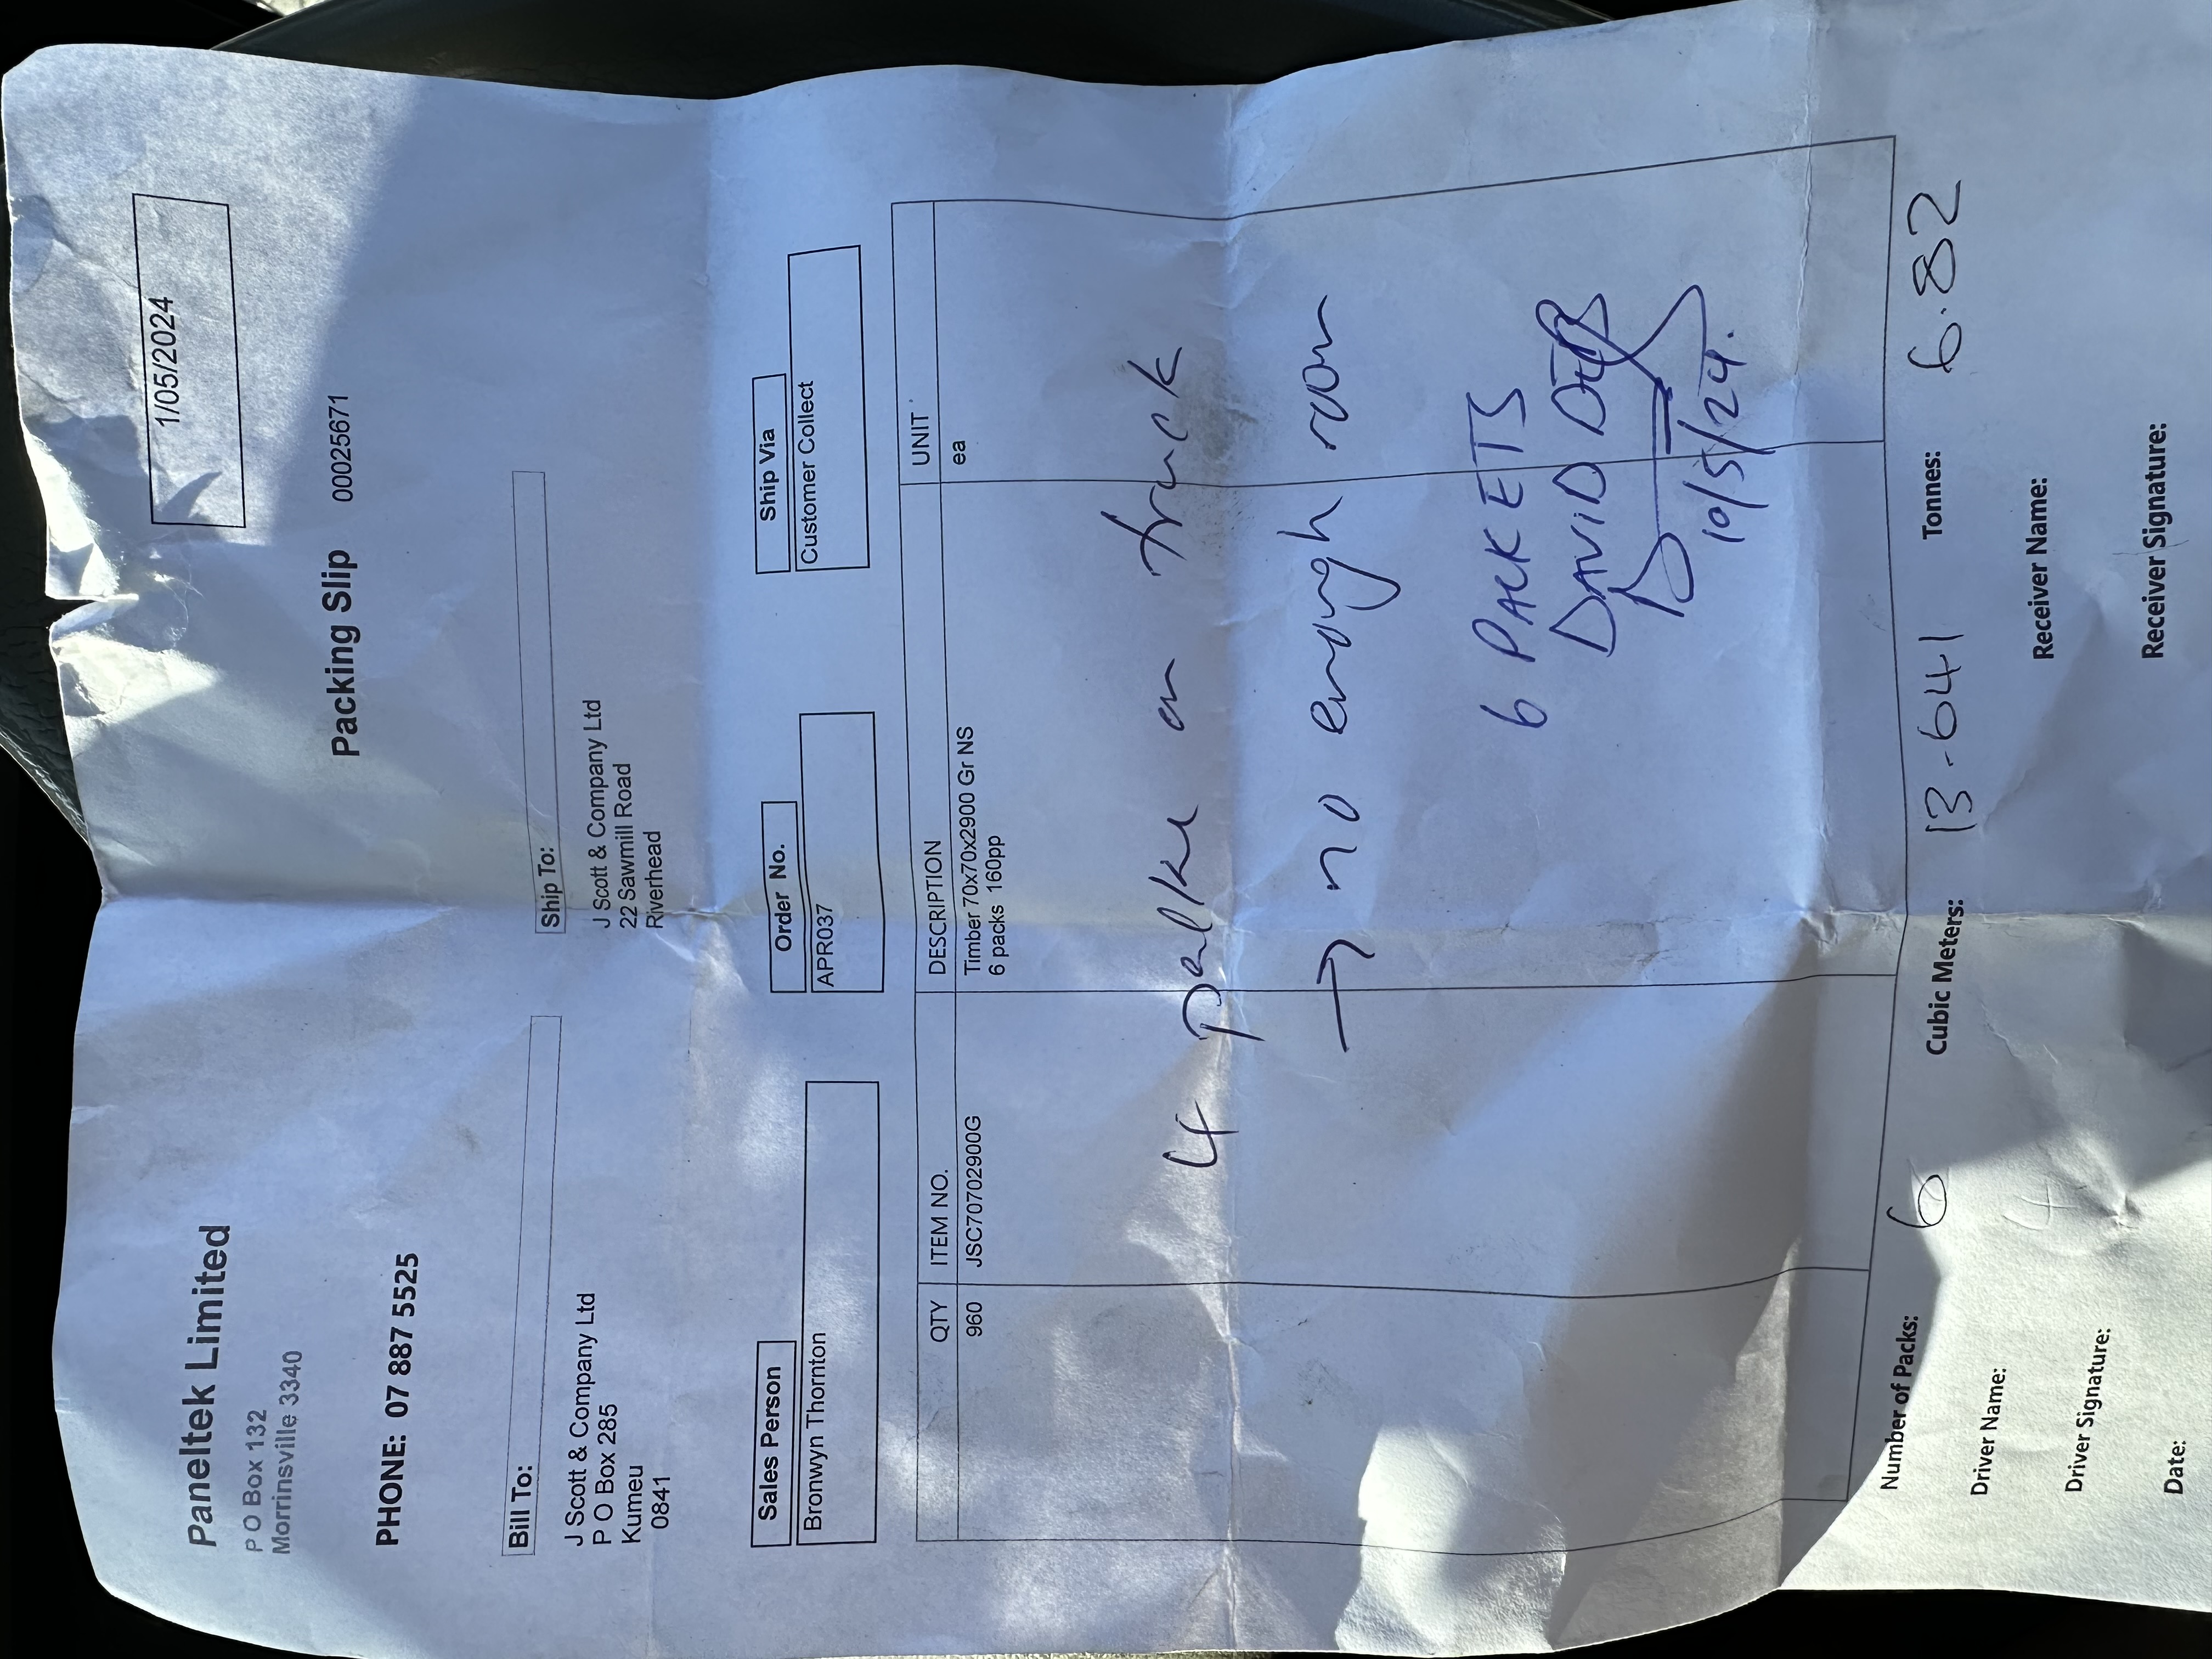 1/05/2024
Paneltek Limited
P O Box 132
Morrinsville 3340
Packing Slip 00025671
PHONE: 07 887 5525
Bill To:
J Scott & Company Ltd
P O Box 285
Kumeu
0841
Ship To:
J Scott & Company Ltd
22 Sawmill Road
Riverhead
Sales Person
Bronwyn Thornton
Order No.
APR037
Ship Via
Customer Collect
QTY ITEM NO. DESCRIPTION UNIT
960 JSC70702900G Timber 70x70x2900 Gr NS ea
6 packs 160pp
4 on truck
→ no enough room
6 PACKETS
DAVID
10/5/24.
Number of Packs: 6 Cubic Meters: 13.641 Tonnes: 6.82
Driver Name: Receiver Name:
Driver Signature: Receiver Signature:
Date: